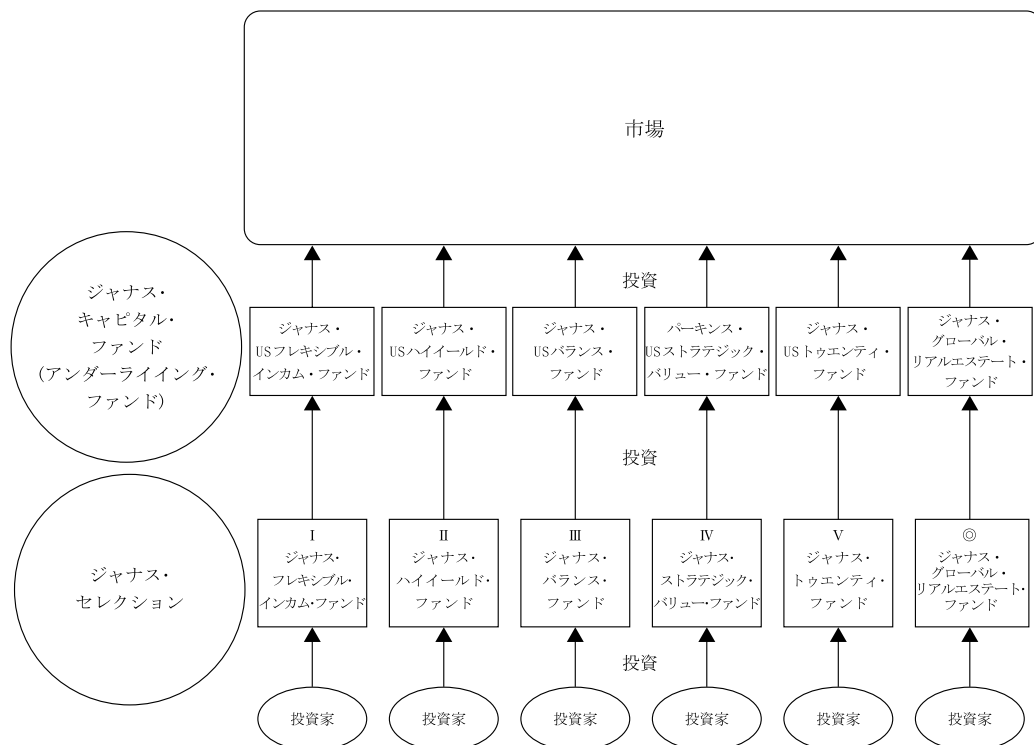 市場
投資
ジャナス・
キャピタル・
ファンド
(アンダーライイング・
ファンド)
ジャナス・
USフレキシブル・
インカム・ファンド
ジャナス・
USハイイールド・
ファンド
ジャナス・
USバランス・
ファンド
パーキンス・
USストラテジック・
バリュー・ファンド
ジャナス・
USトゥエンティ・
ファンド
ジャナス・
グローバル・
リアルエステート・
ファンド
投資
ジャナス・
セレクション
Ⅰ
ジャナス・
フレキシブル・
インカム・ファンド
Ⅱ
ジャナス・
ハイイールド・
ファンド
Ⅲ
ジャナス・
バランス・
ファンド
Ⅳ
ジャナス・
ストラテジック・
バリュー・ファンド
Ⅴ
ジャナス・
トゥエンティ・
ファンド
◎
ジャナス・
グローバル・
リアルエステート・
ファンド
投資
投資家
投資家
投資家
投資家
投資家
投資家